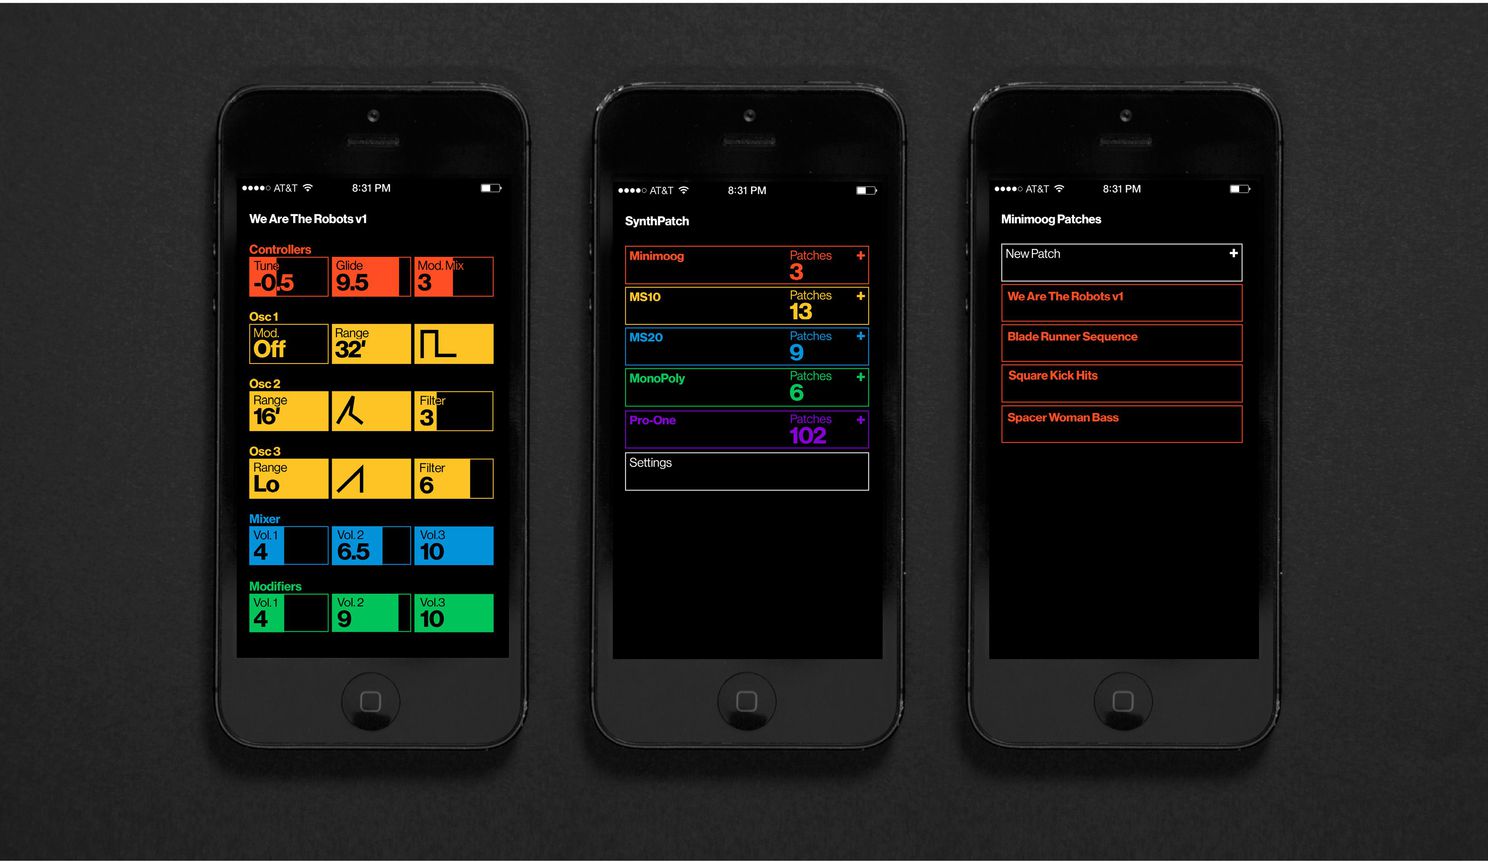 AT&T 8:31 PM
We Are The Robots v1
Controllers
Tune Glide Mod. Mix
-0.5 9.5 3
Osc 1
Mod. Range
Off 32'
Osc 2
Range Filter
16' 3
Osc 3
Range Filter
Lo 6
Mixer
Vol.1 Vol.2 Vol.3
4 6.5 10
Modifiers
Vol.1 Vol.2 Vol.3
4 9 10
AT&T 8:31 PM
SynthPatch
Minimoog Patches +
3
MS10 Patches +
13
MS20 Patches +
9
MonoPoly Patches +
6
Pro-One Patches +
102
Settings
AT&T 8:31 PM
Minimoog Patches
New Patch +
We Are The Robots v1
Blade Runner Sequence
Square Kick Hits
Spacer Woman Bass